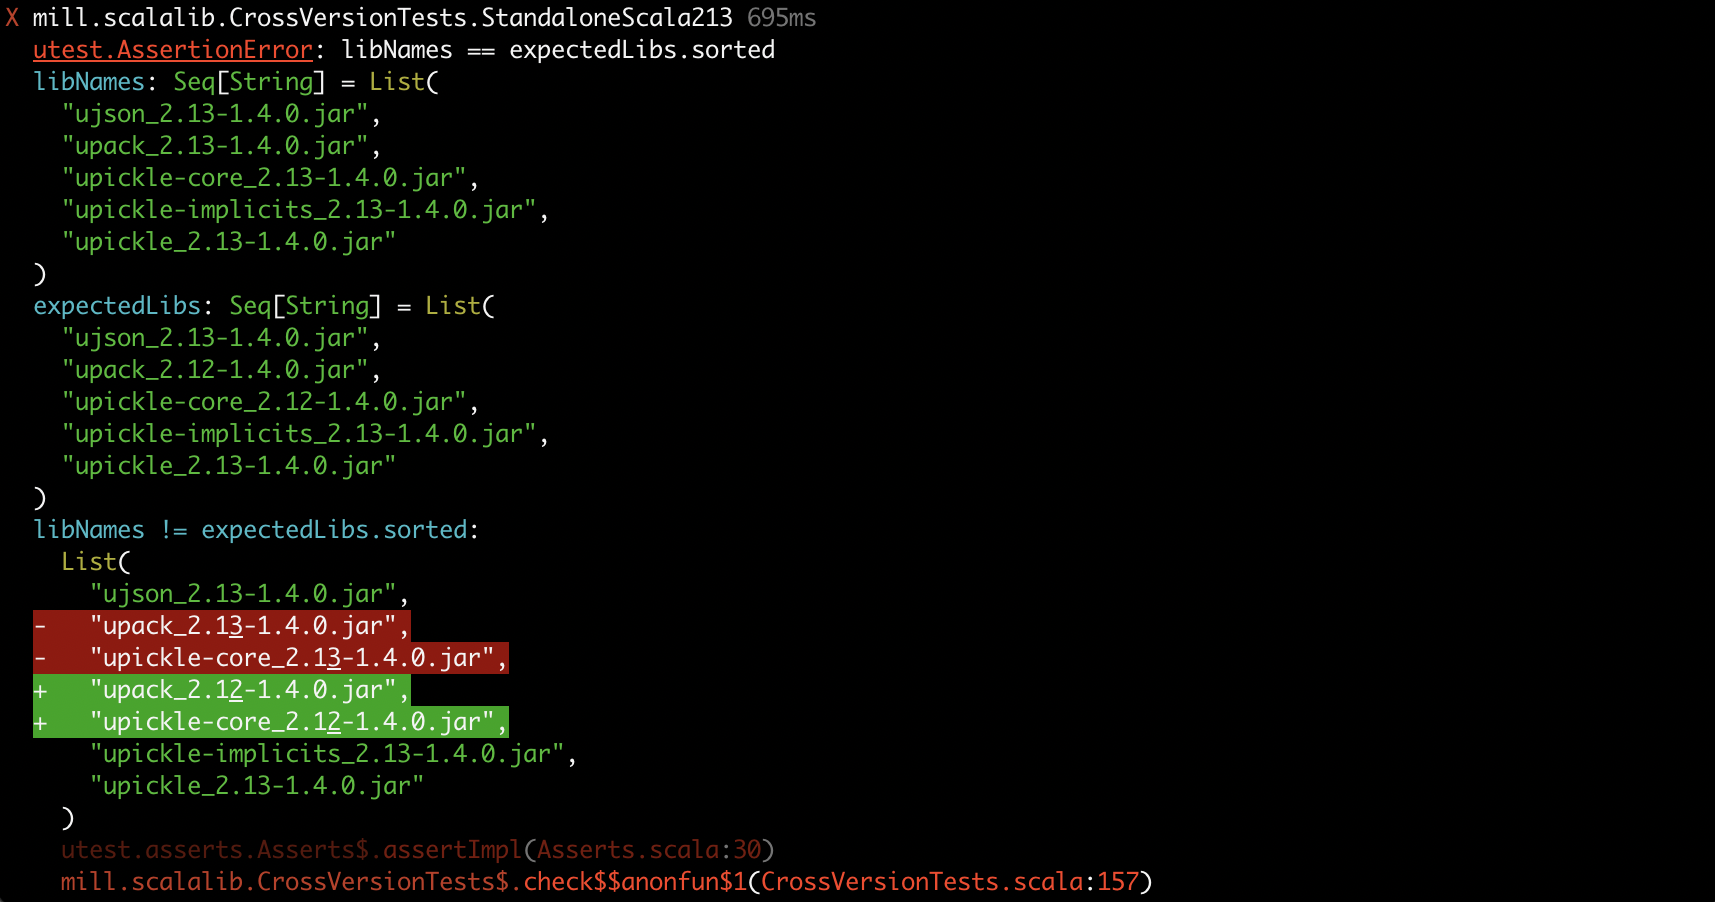 X mill.scalalib.CrossVersionTests.StandaloneScala213 695ms
  utest.AssertionError: libNames == expectedLibs.sorted
  libNames: Seq[String] = List(
    "ujson_2.13-1.4.0.jar",
    "upack_2.13-1.4.0.jar",
    "upickle-core_2.13-1.4.0.jar",
    "upickle-implicits_2.13-1.4.0.jar",
    "upickle_2.13-1.4.0.jar"
  )
  expectedLibs: Seq[String] = List(
    "ujson_2.13-1.4.0.jar",
    "upack_2.12-1.4.0.jar",
    "upickle-core_2.12-1.4.0.jar",
    "upickle-implicits_2.13-1.4.0.jar",
    "upickle_2.13-1.4.0.jar"
  )
  libNames != expectedLibs.sorted:
    List(
      "ujson_2.13-1.4.0.jar",
  -   "upack_2.13-1.4.0.jar",
  -   "upickle-core_2.13-1.4.0.jar",
  +   "upack_2.12-1.4.0.jar",
  +   "upickle-core_2.12-1.4.0.jar",
      "upickle-implicits_2.13-1.4.0.jar",
      "upickle_2.13-1.4.0.jar"
    )
    utest.asserts.Asserts$.assertImpl(Asserts.scala:30)
    mill.scalalib.CrossVersionTests$.check$$anonfun$1(CrossVersionTests.scala:157)